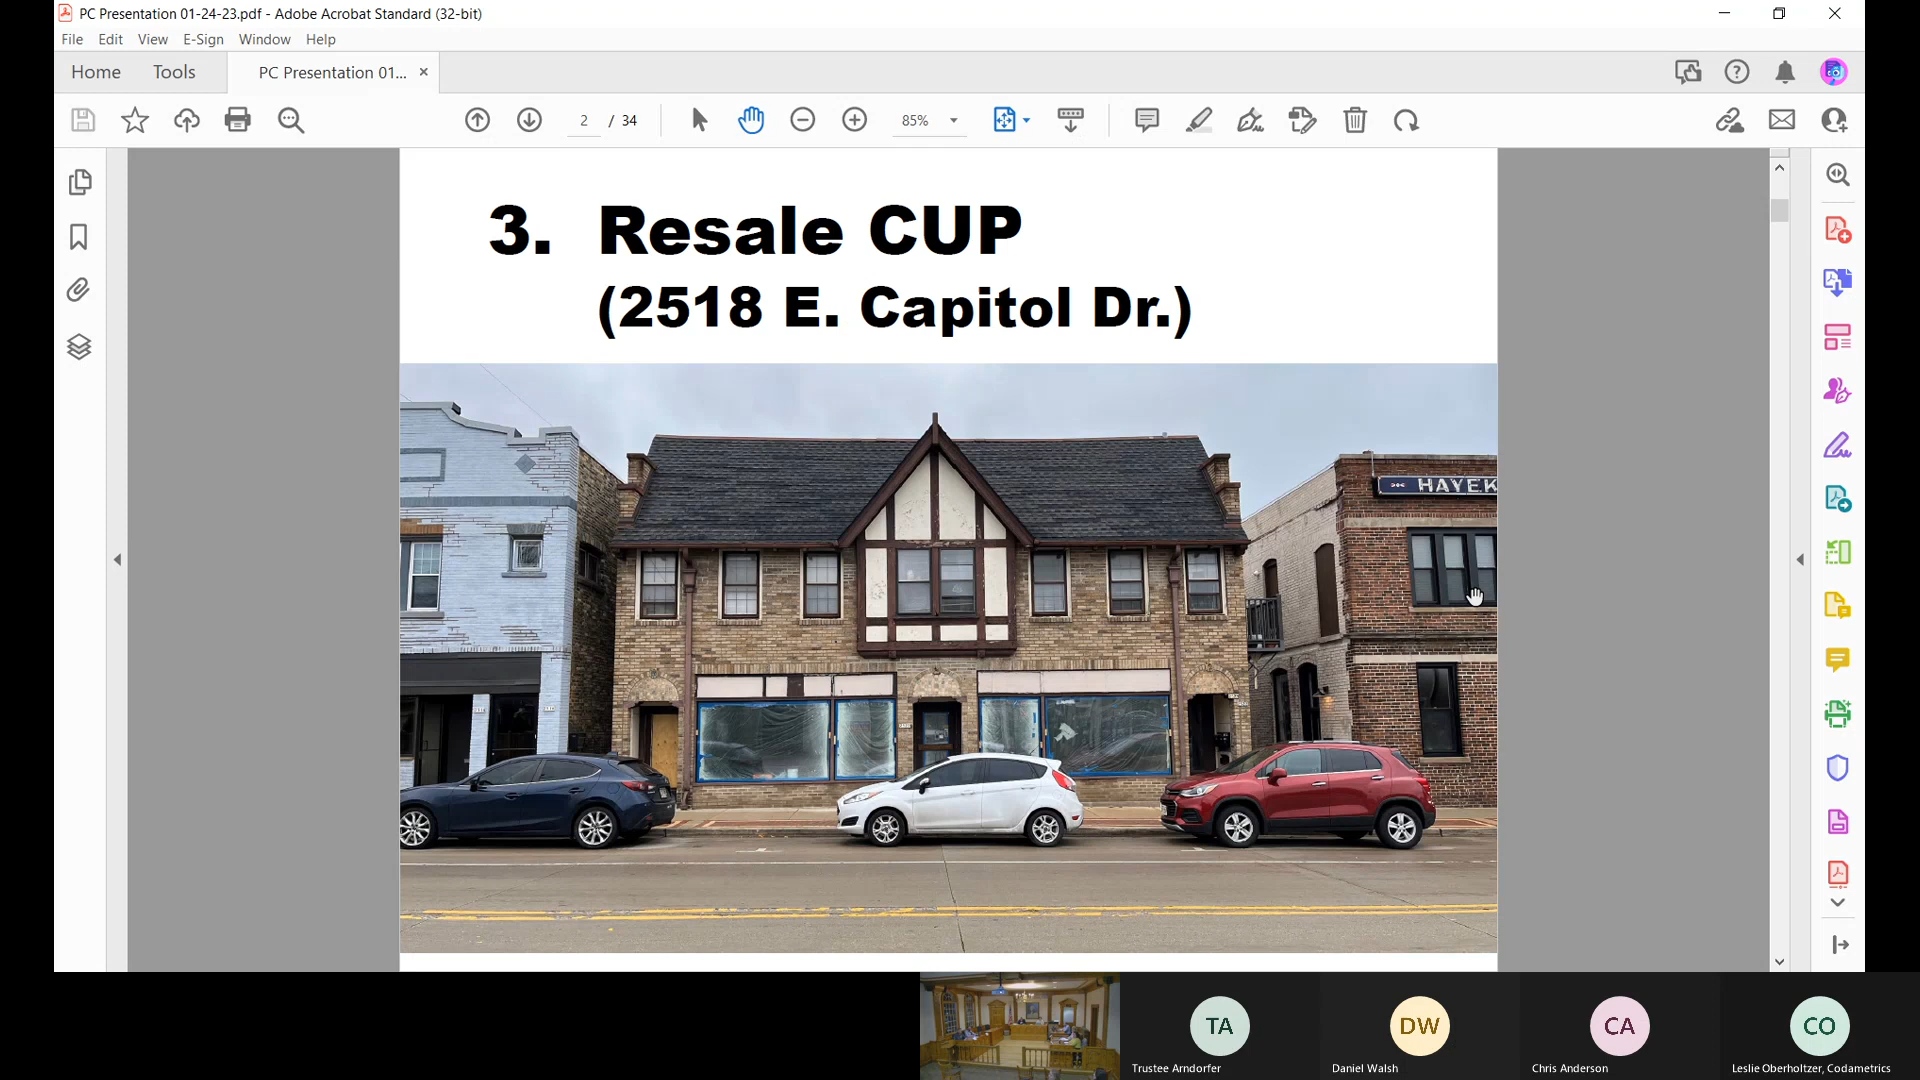 PC Presentation 01-24-23.pdf - Adobe Acrobat Standard (32-bit)
File Edit View E-Sign Window Help
Home Tools PC Presentation 01...
2 / 34 85%
3. Resale CUP
(2518 E. Capitol Dr.)
HAYEK
TA DW CA CO
Trustee Arndorfer Daniel Walsh Chris Anderson Leslie Oberholtzer, Codametrics